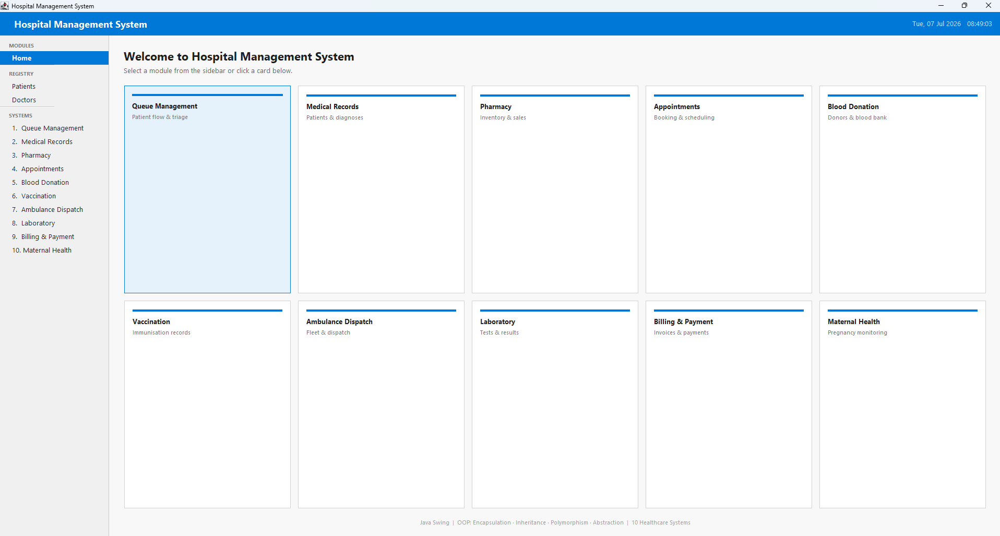 Hospital Management System
Hospital Management System
Tue, 07 Jul 2026 08:49:03
MODULES
Home
REGISTRY
Patients
Doctors
SYSTEMS
1. Queue Management
2. Medical Records
3. Pharmacy
4. Appointments
5. Blood Donation
6. Vaccination
7. Ambulance Dispatch
8. Laboratory
9. Billing & Payment
10. Maternal Health
Welcome to Hospital Management System
Select a module from the sidebar or click a card below.
Queue Management
Patient flow & triage
Medical Records
Patients & diagnoses
Pharmacy
Inventory & sales
Appointments
Booking & scheduling
Blood Donation
Donors & blood bank
Vaccination
Immunisation records
Ambulance Dispatch
Fleet & dispatch
Laboratory
Tests & results
Billing & Payment
Invoices & payments
Maternal Health
Pregnancy monitoring
Java Swing | OOP: Encapsulation · Inheritance · Polymorphism · Abstraction | 10 Healthcare Systems